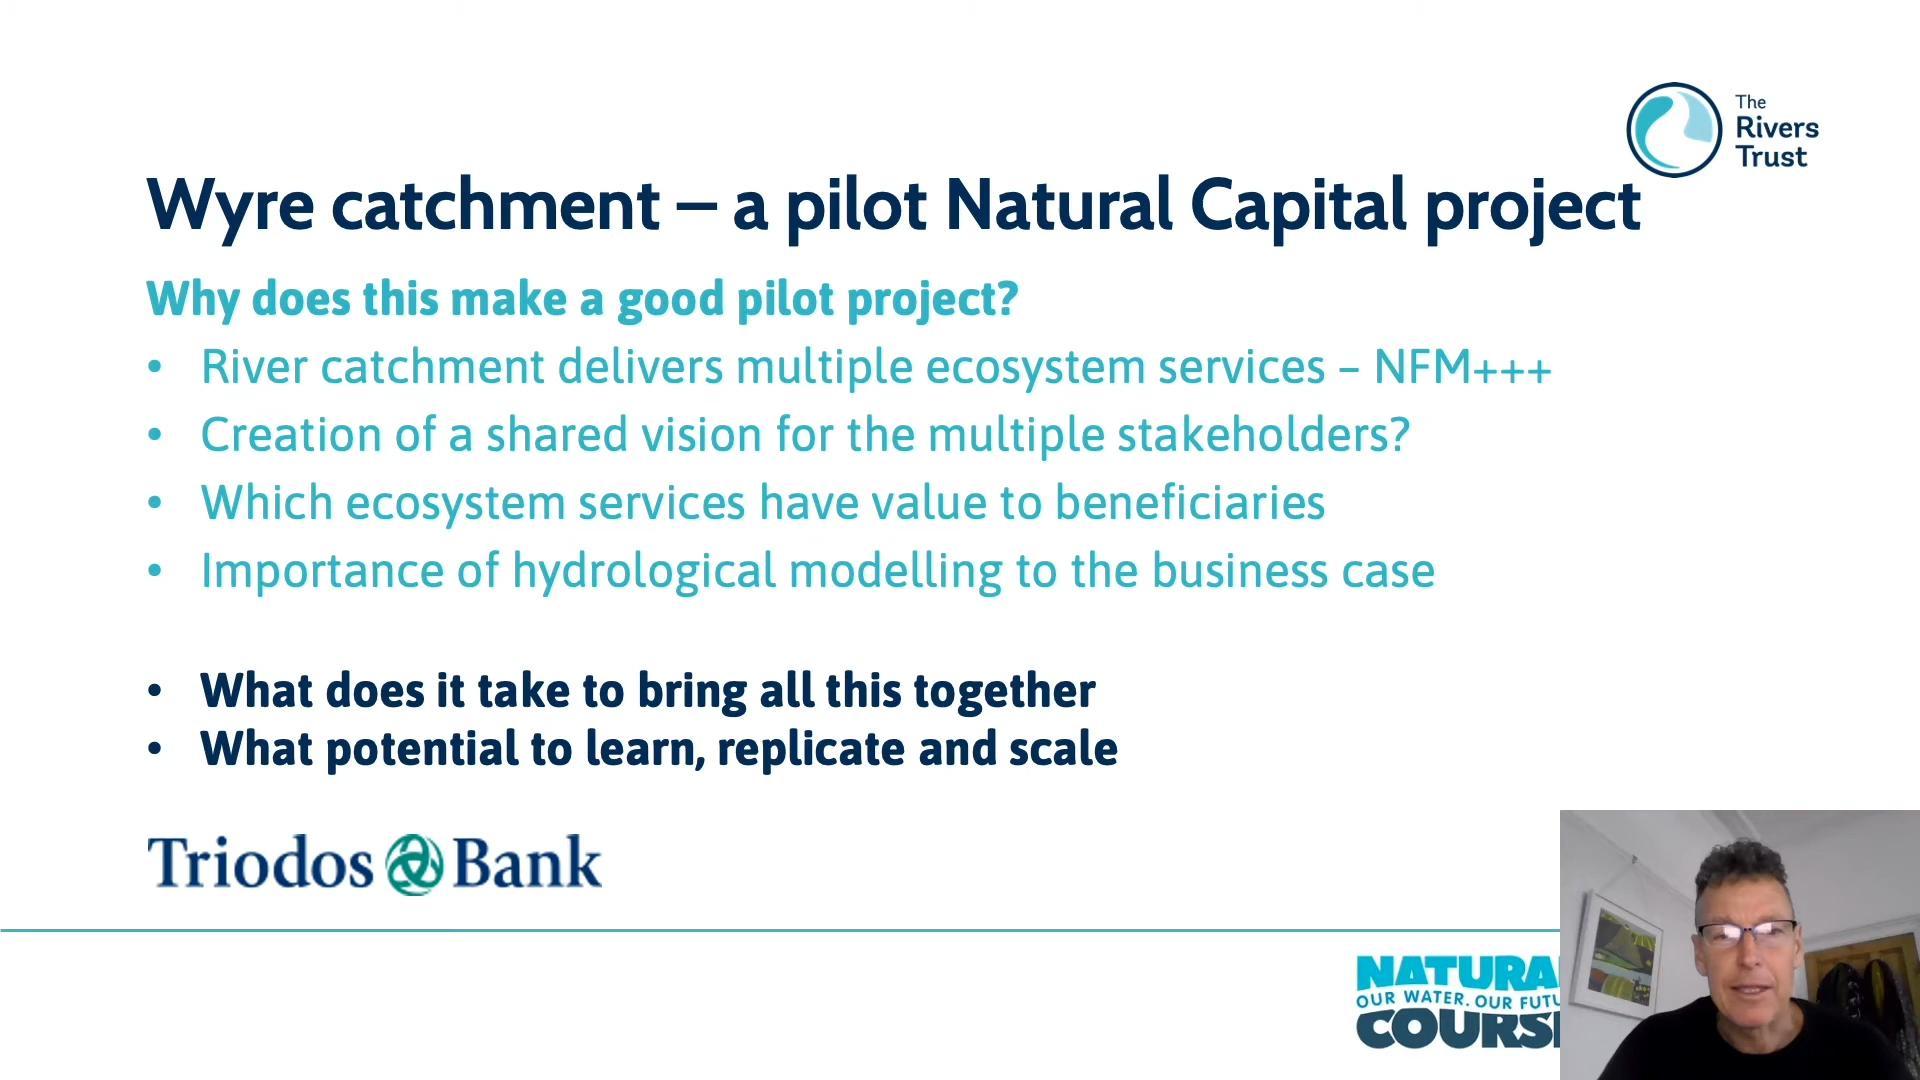 The
Rivers
Trust
Wyre catchment – a pilot Natural Capital project
Why does this make a good pilot project?
• River catchment delivers multiple ecosystem services – NFM+++
• Creation of a shared vision for the multiple stakeholders?
• Which ecosystem services have value to beneficiaries
• Importance of hydrological modelling to the business case
• What does it take to bring all this together
• What potential to learn, replicate and scale
Triodos Bank
NATURA
OUR WATER. OUR FUTU
COURS